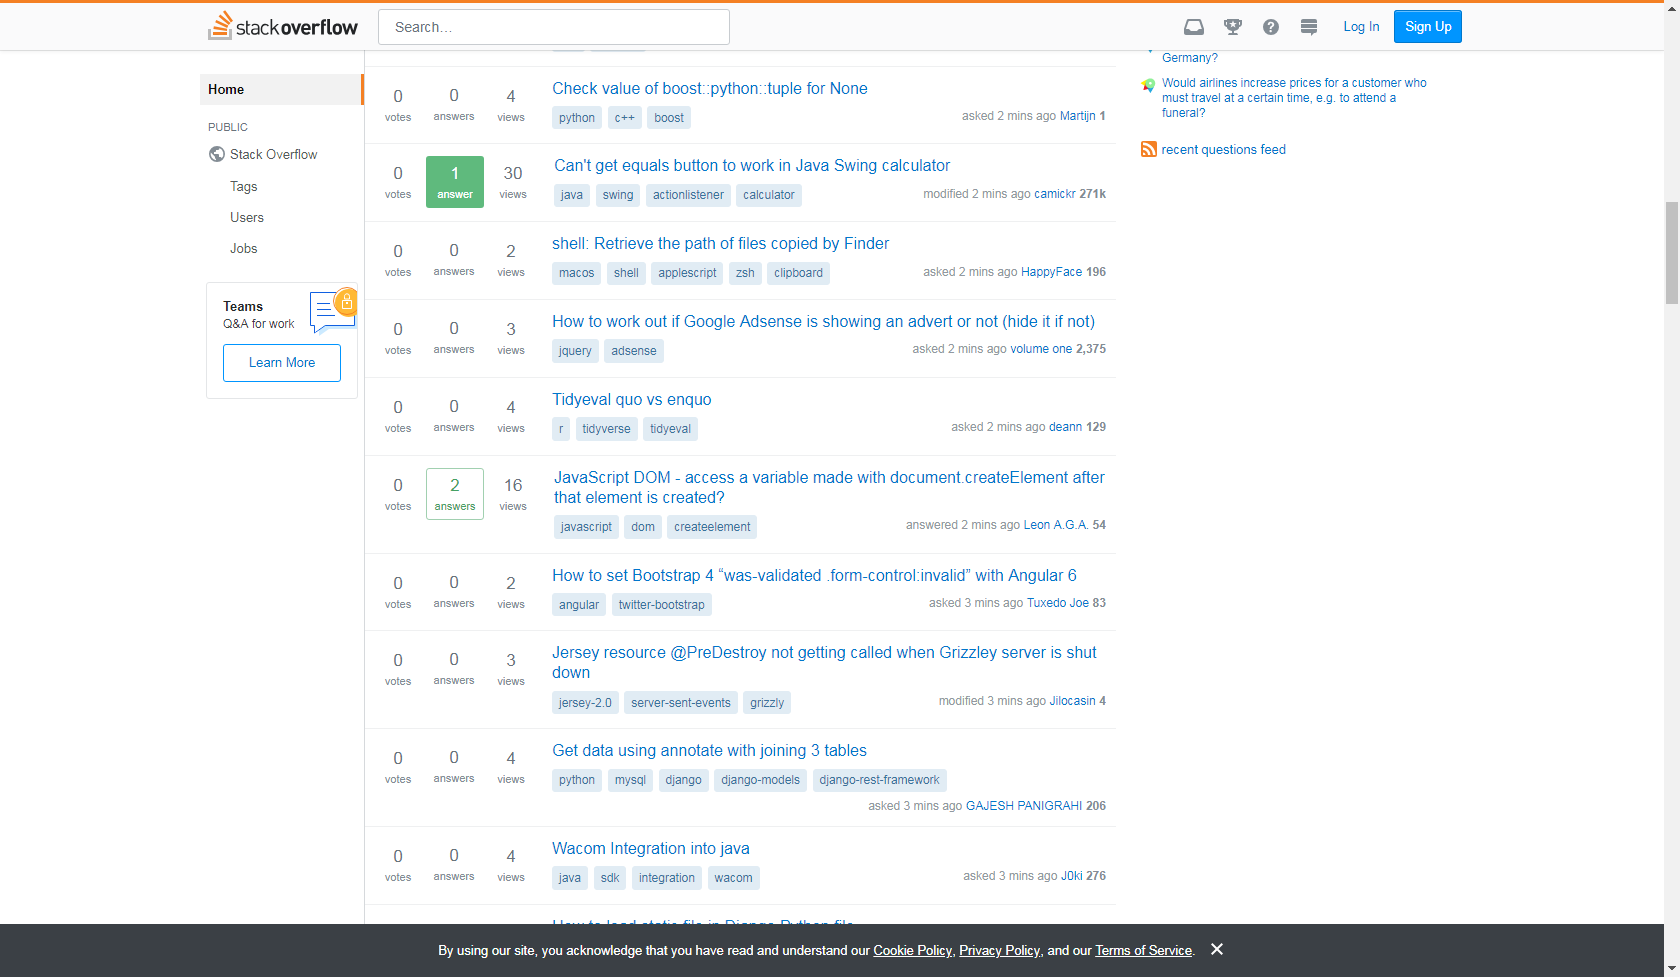 stackoverflow
Search…
Log In
Sign Up
Home
PUBLIC
Stack Overflow
Tags
Users
Jobs
Teams
Q&A for work
Learn More
0 votes
0 answers
4 views
Check value of boost::python::tuple for None
python c++ boost
asked 2 mins ago Martijn 1
0 votes
1 answer
30 views
Can't get equals button to work in Java Swing calculator
java swing actionlistener calculator
modified 2 mins ago camickr 271k
0 votes
0 answers
2 views
shell: Retrieve the path of files copied by Finder
macos shell applescript zsh clipboard
asked 2 mins ago HappyFace 196
0 votes
0 answers
3 views
How to work out if Google Adsense is showing an advert or not (hide it if not)
jquery adsense
asked 2 mins ago volume one 2,375
0 votes
0 answers
4 views
Tidyeval quo vs enquo
r tidyverse tidyeval
asked 2 mins ago deann 129
0 votes
2 answers
16 views
JavaScript DOM - access a variable made with document.createElement after
that element is created?
javascript dom createelement
answered 2 mins ago Leon A.G.A. 54
0 votes
0 answers
2 views
How to set Bootstrap 4 “was-validated .form-control:invalid” with Angular 6
angular twitter-bootstrap
asked 3 mins ago Tuxedo Joe 83
0 votes
0 answers
3 views
Jersey resource @PreDestroy not getting called when Grizzley server is shut
down
jersey-2.0 server-sent-events grizzly
modified 3 mins ago Jilocasin 4
0 votes
0 answers
4 views
Get data using annotate with joining 3 tables
python mysql django django-models django-rest-framework
asked 3 mins ago GAJESH PANIGRAHI 206
0 votes
0 answers
4 views
Wacom Integration into java
java sdk integration wacom
asked 3 mins ago J0ki 276
How to load static file in Django Python file
Germany?
Would airlines increase prices for a customer who
must travel at a certain time, e.g. to attend a
funeral?
recent questions feed
By using our site, you acknowledge that you have read and understand our Cookie Policy, Privacy Policy, and our Terms of Service.